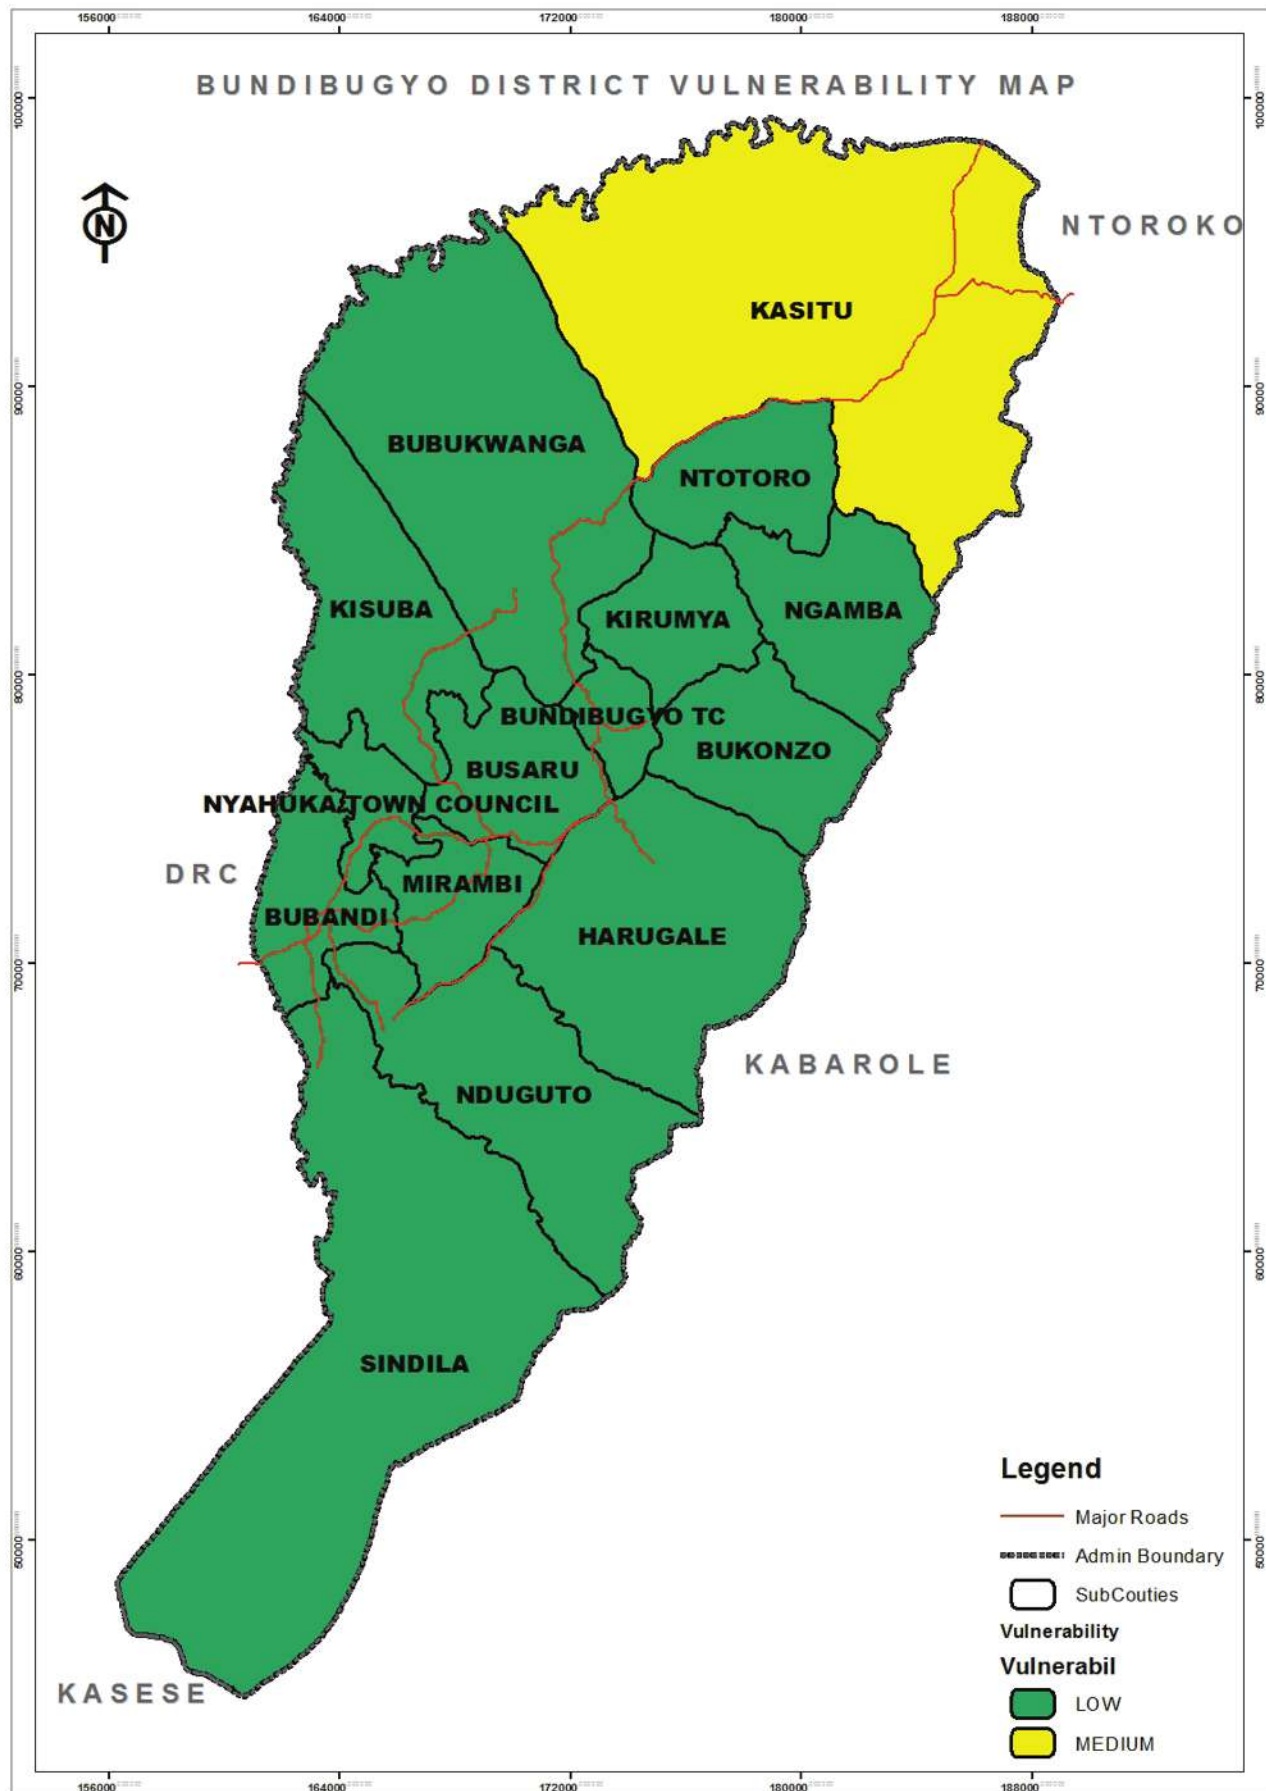 156000 164000 172000 180000 188000
BUNDIBUGYO DISTRICT VULNERABILITY MAP
100000 100000
N
NTOROKO
KASITU
90000 90000
BUBUKWANGA
NTOTORO
KISUBA
KIRUMYA
NGAMBA
80000 80000
BUNDIBUGYO TC
BUKONZO
BUSARU
NYAHUKA TOWN COUNCIL
DRC
MIRAMBI
BUBANDI
HARUGALE
70000 70000
KABAROLE
NDUGUTO
60000 60000
SINDILA
Legend
Major Roads
50000 50000
Admin Boundary
SubCouties
Vulnerability
Vulnerabil
KASESE
LOW
MEDIUM
156000 164000 172000 180000 188000